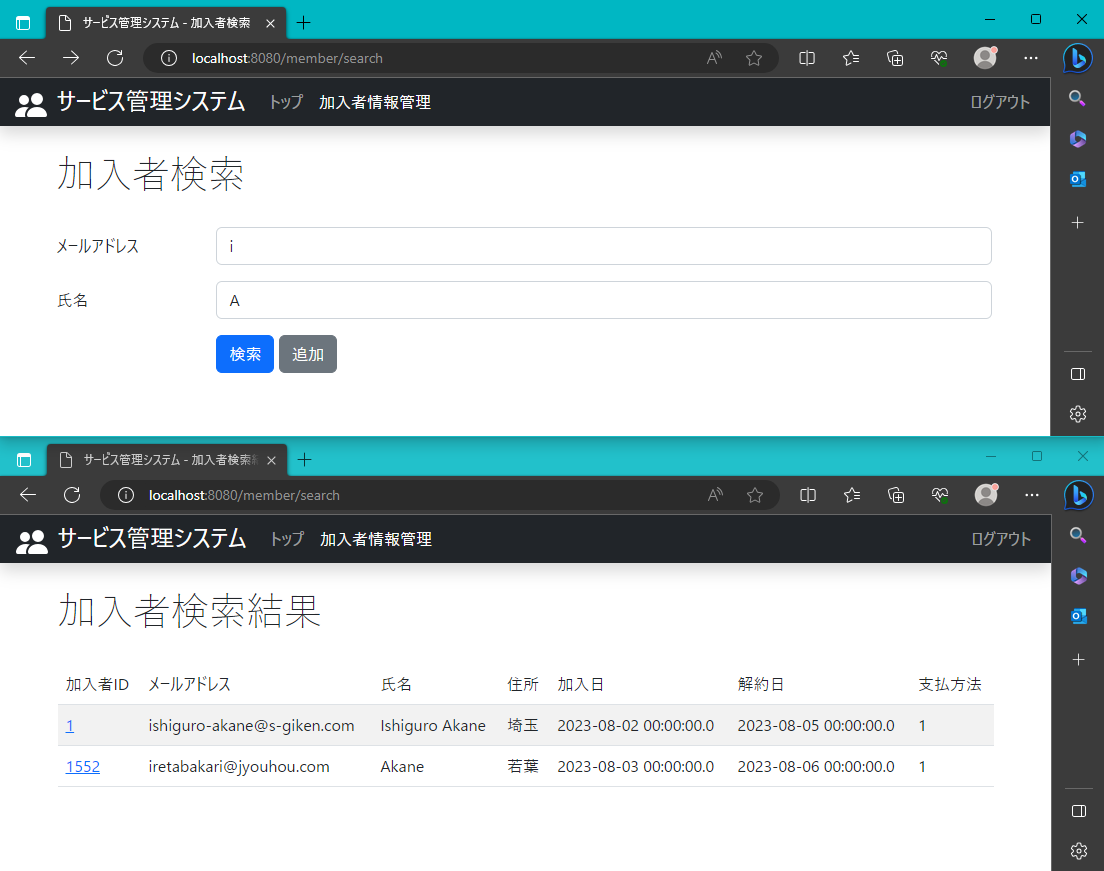 サービス管理システム - 加入者検索
localhost:8080/member/search
サービス管理システム トップ 加入者情報管理 ログアウト
加入者検索
メールアドレス i
氏名 A
検索 追加
サービス管理システム - 加入者検索結
localhost:8080/member/search
サービス管理システム トップ 加入者情報管理 ログアウト
加入者検索結果
加入者ID メールアドレス 氏名 住所 加入日 解約日 支払方法
1 ishiguro-akane@s-giken.com Ishiguro Akane 埼玉 2023-08-02 00:00:00.0 2023-08-05 00:00:00.0 1
1552 iretabakari@jyouhou.com Akane 若葉 2023-08-03 00:00:00.0 2023-08-06 00:00:00.0 1